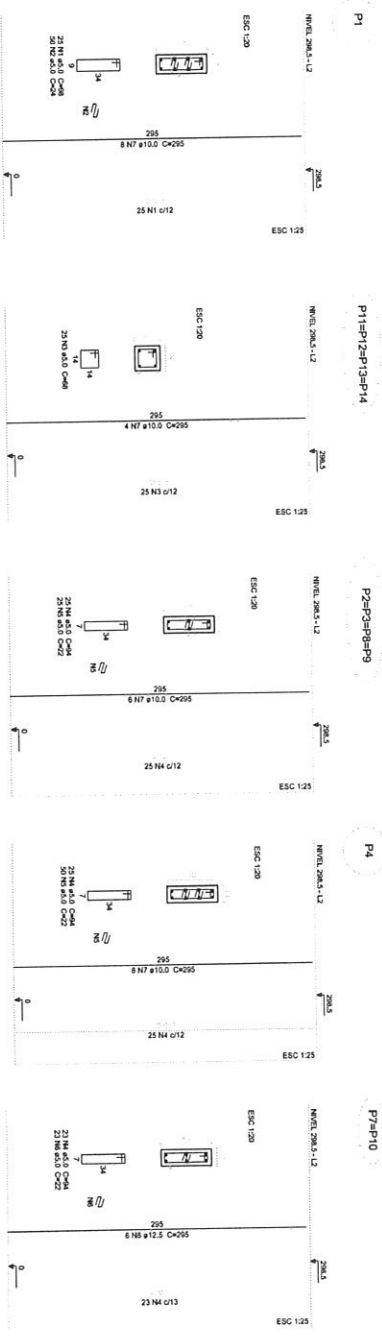 P1
NIVEL 298.5 - L2
298.5
ESC 1:20
34
9
25 N1 ø5.0 C=98
50 N2 ø5.0 C=24
N2
295
8 N7 ø10.0 C=295
25 N1 c/12
0
ESC 1:25
P11=P12=P13=P14
NIVEL 298.5 - L2
298.5
ESC 1:20
14
14
25 N3 ø5.0 C=68
295
4 N7 ø10.0 C=295
25 N3 c/12
0
ESC 1:25
P2=P3=P8=P9
NIVEL 298.5 - L2
298.5
ESC 1:20
34
7
25 N4 ø5.0 C=94
25 N5 ø5.0 C=22
N5
295
6 N7 ø10.0 C=295
25 N4 c/12
0
ESC 1:25
P4
NIVEL 298.5 - L2
298.5
ESC 1:20
34
7
25 N4 ø5.0 C=94
50 N5 ø5.0 C=22
N5
295
8 N7 ø10.0 C=295
25 N4 c/12
0
ESC 1:25
P7=P10
NIVEL 298.5 - L2
298.5
ESC 1:20
34
7
23 N4 ø5.0 C=94
23 N6 ø5.0 C=22
N6
295
6 N8 ø12.5 C=295
23 N4 c/13
0
ESC 1:25